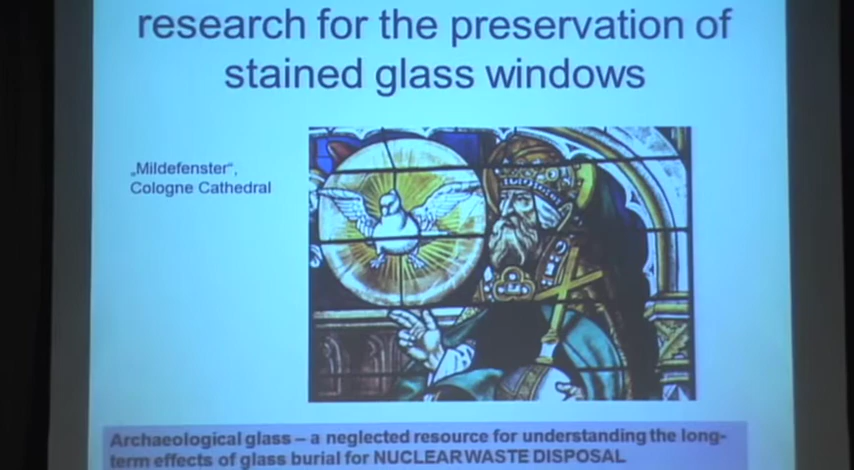 research for the preservation of
stained glass windows
„Mildefenster“,
Cologne Cathedral
Archaeological glass – a neglected resource for understanding the long-
term effects of glass burial for NUCLEAR WASTE DISPOSAL